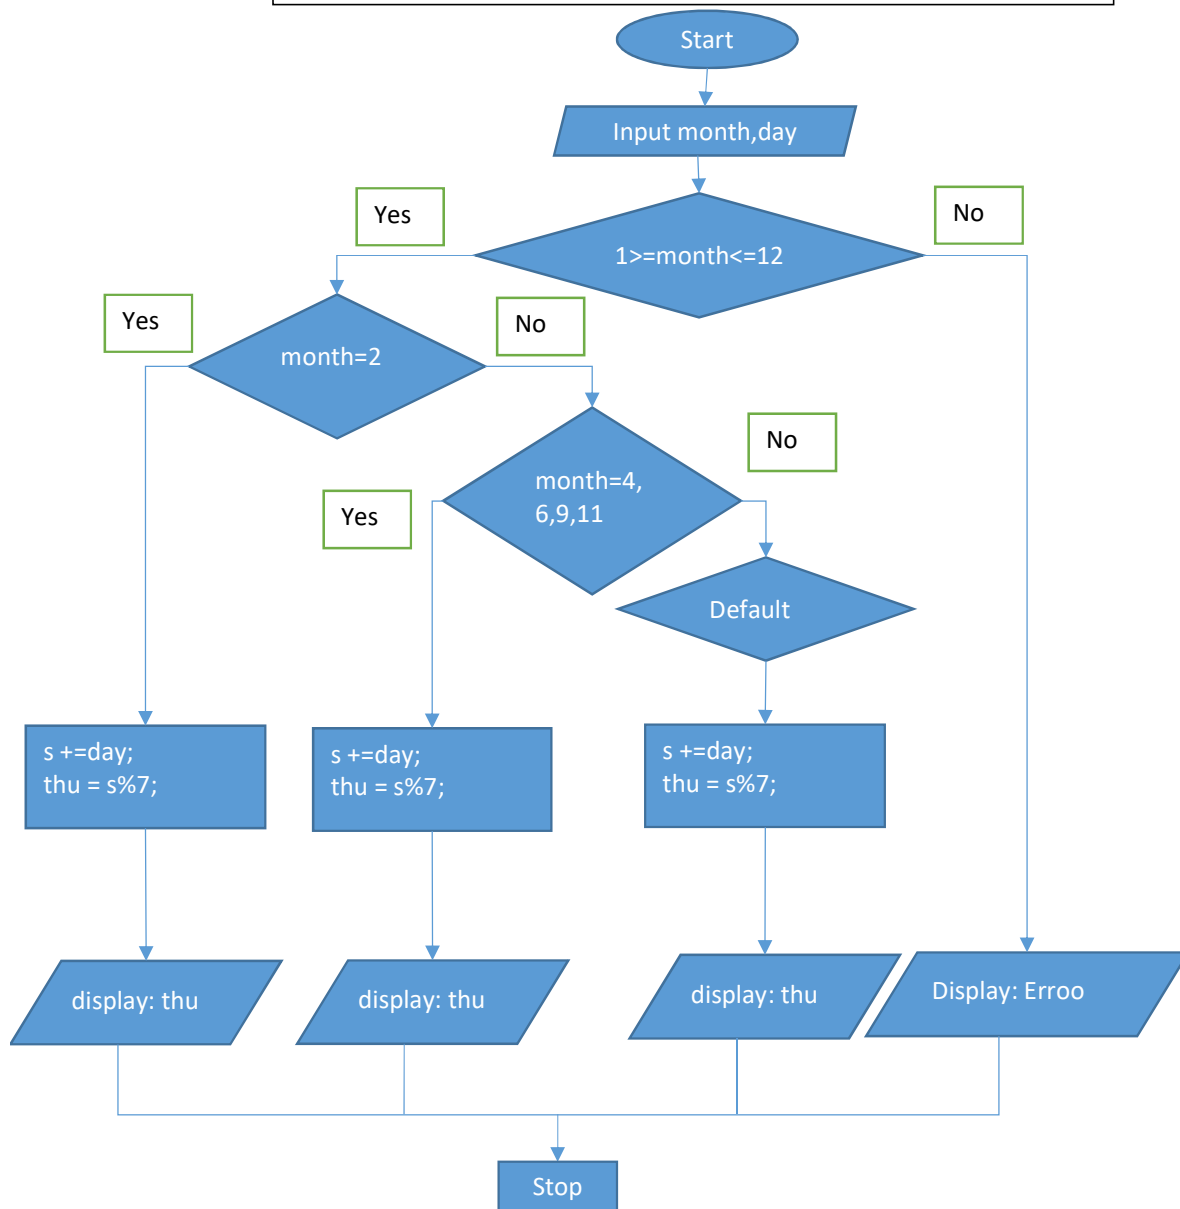 Start
Input month,day
Yes
No
1>=month<=12
Yes
No
month=2
No
month=4,
6,9,11
Yes
Default
s +=day;
thu = s%7;
s +=day;
thu = s%7;
s +=day;
thu = s%7;
display: thu
display: thu
display: thu
Display: Erroo
Stop